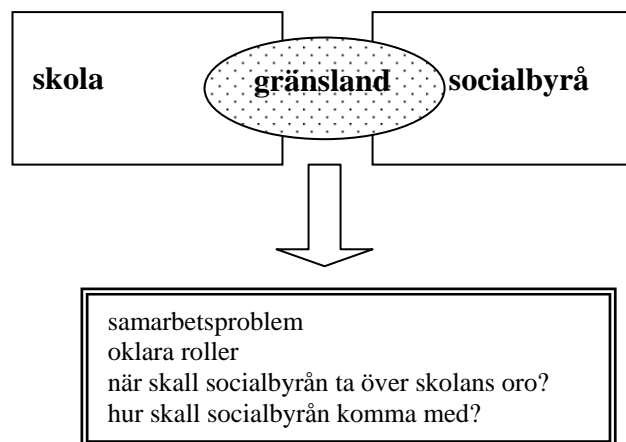 skola
gränsland
socialbyrå
samarbetsproblem
oklara roller
när skall socialbyrån ta över skolans oro?
hur skall socialbyrån komma med?